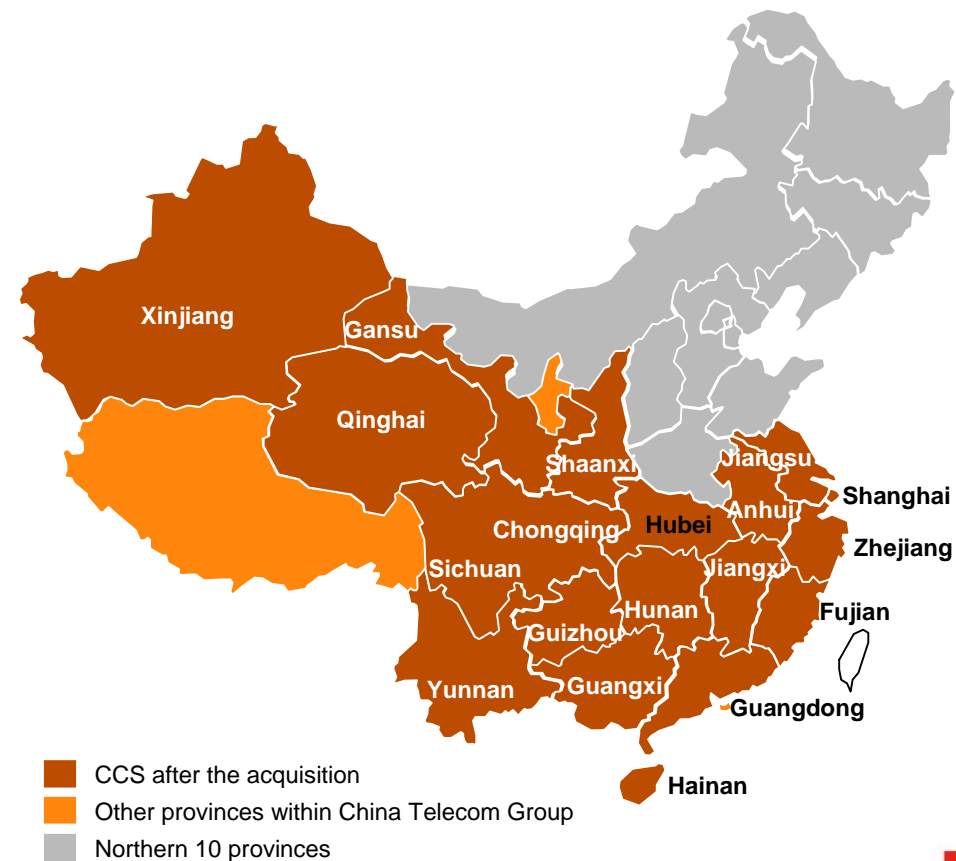 Xinjiang
Gansu
Qinghai
Shaanxi
Jiangsu
Shanghai
Anhui
Hubei
Chongqing
Zhejiang
Sichuan
Jiangxi
Hunan
Fujian
Guizhou
Yunnan
Guangxi
Guangdong
CCS after the acquisition
Hainan
Other provinces within China Telecom Group
Northern 10 provinces